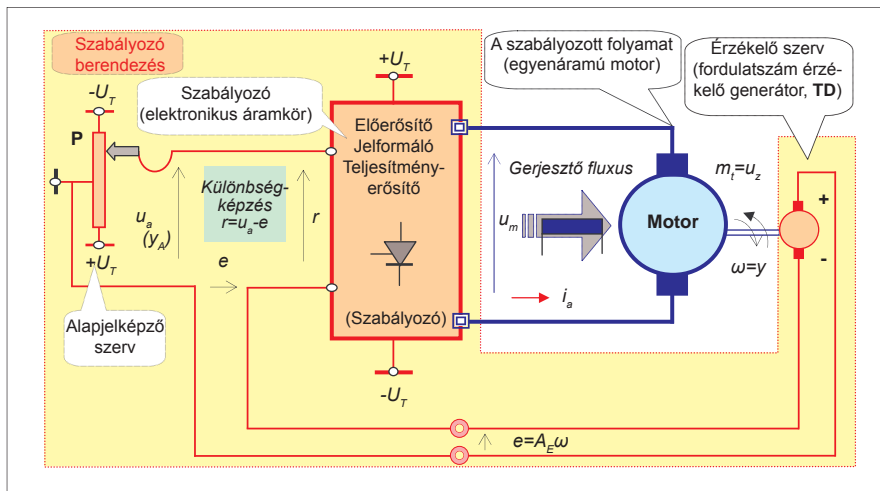 Szabályozó
berendezés
-U_T
P
Szabályozó
(elektronikus áramkör)
+U_T
A szabályozott folyamat
(egyenáramú motor)
Érzékelő szerv
(fordulatszám érzé-
kelő generátor, TD)
Előerősítő
Jelformáló
Teljesítmény-
erősítő
(Szabályozó)
Különbség-
képzés
r=u_a-e
u_a
(y_A)
e
r
+U_T
Alapjelképző
szerv
u_m
Gerjesztő fluxus
Motor
m_t=u_z
+
-
ω=y
i_a
-U_T
e=A_Eω